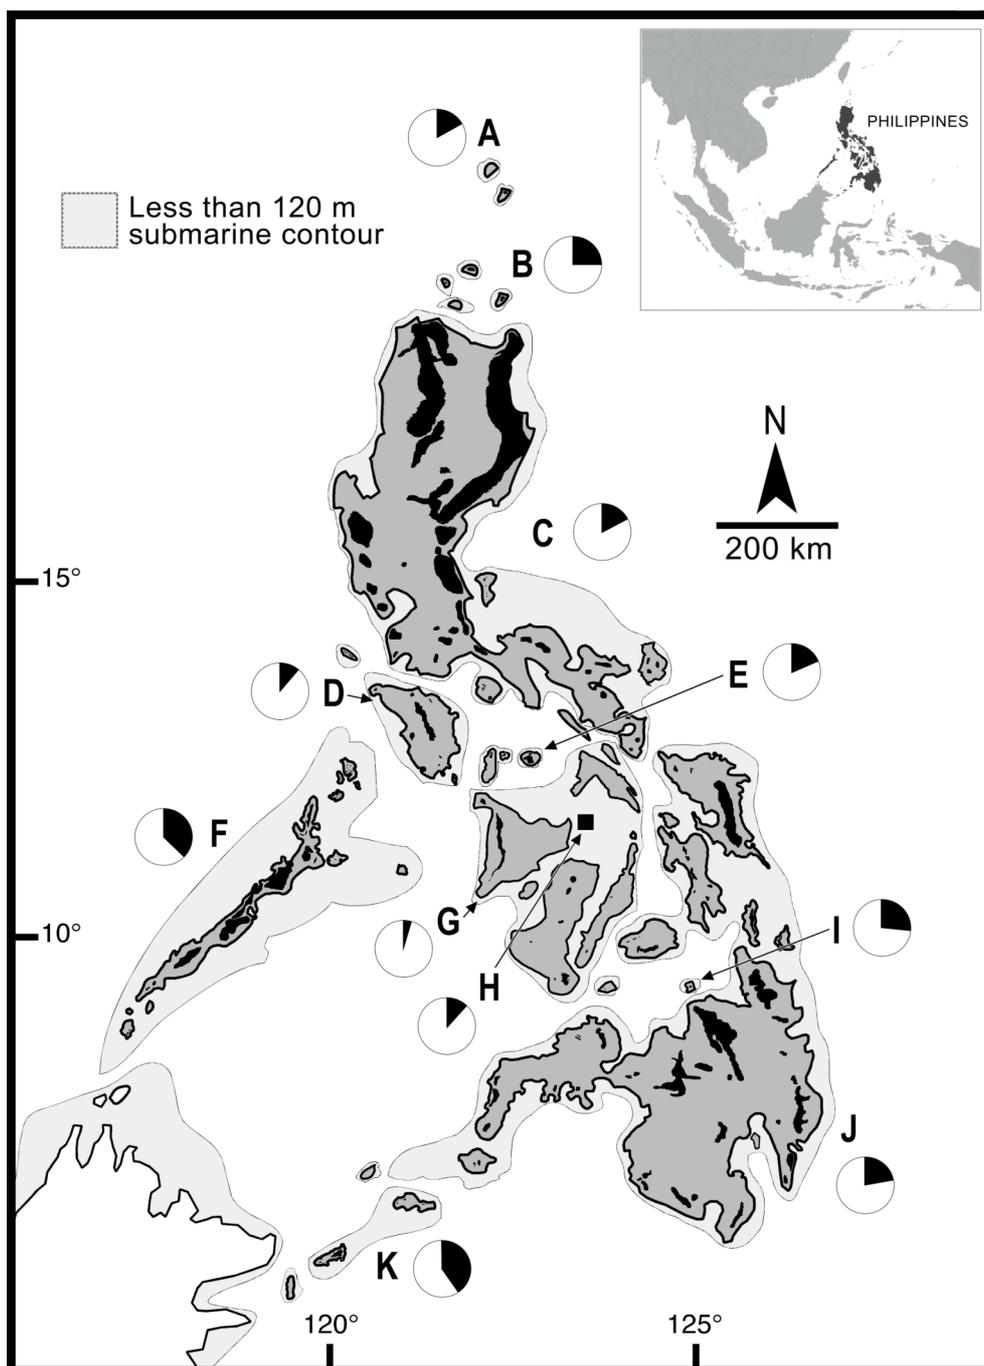 PHILIPPINES
A
Less than 120 m
submarine contour
B
N
200 km
C
15°
E
D
F
G
I
10°
H
J
K
120°
125°